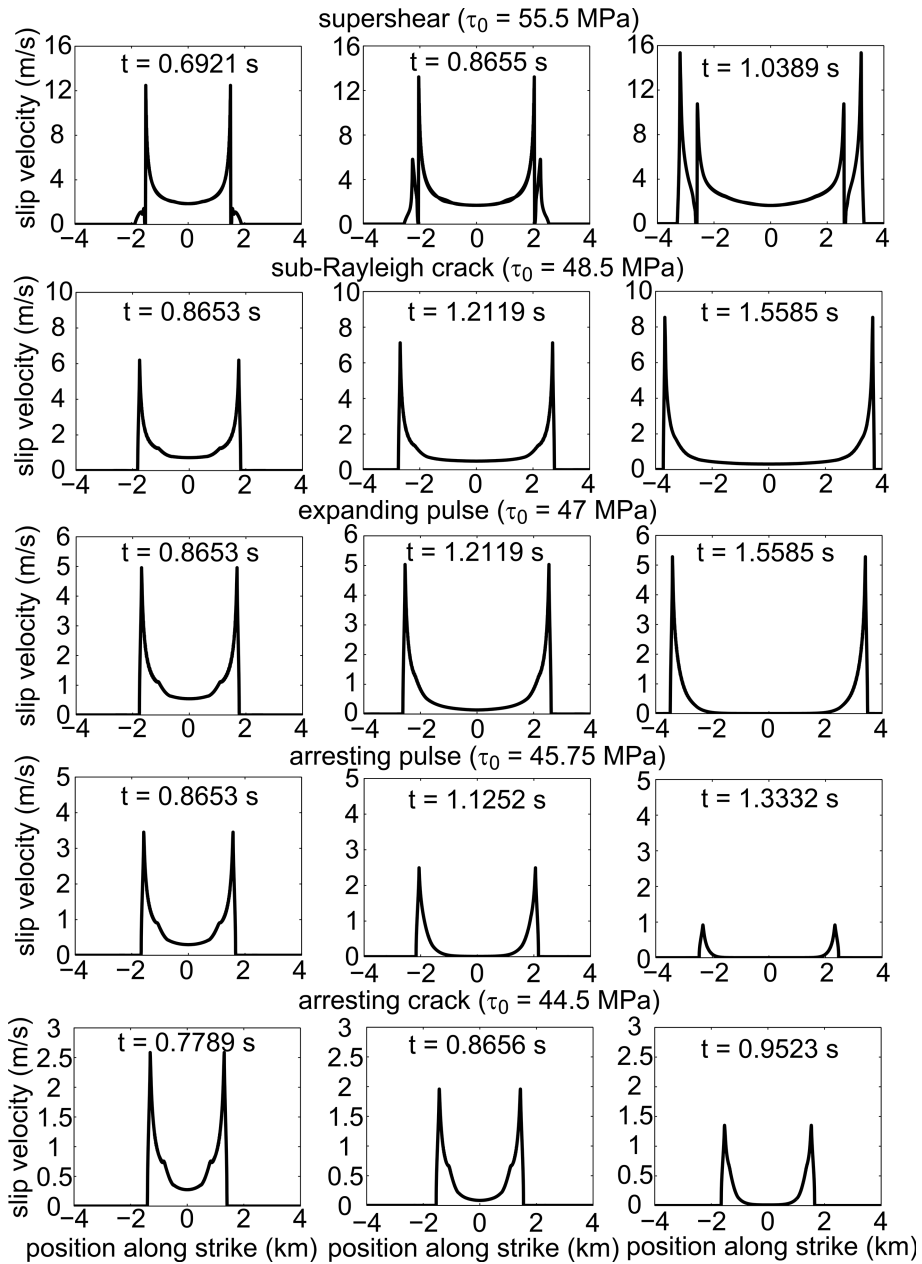 supershear (τ0 = 55.5 MPa)
slip velocity (m/s)
16
12
8
4
0
t = 0.6921 s
−4 −2 0 2 4
16
12
8
4
0
t = 0.8655 s
−4 −2 0 2 4
16
12
8
4
0
t = 1.0389 s
−4 −2 0 2 4
sub-Rayleigh crack (τ0 = 48.5 MPa)
slip velocity (m/s)
10
8
6
4
2
0
t = 0.8653 s
−4 −2 0 2 4
10
8
6
4
2
0
t = 1.2119 s
−4 −2 0 2 4
10
8
6
4
2
0
t = 1.5585 s
−4 −2 0 2 4
expanding pulse (τ0 = 47 MPa)
slip velocity (m/s)
6
5
4
3
2
1
0
t = 0.8653 s
−4 −2 0 2 4
6
5
4
3
2
1
0
t = 1.2119 s
−4 −2 0 2 4
6
5
4
3
2
1
0
t = 1.5585 s
−4 −2 0 2 4
arresting pulse (τ0 = 45.75 MPa)
slip velocity (m/s)
5
4
3
2
1
0
t = 0.8653 s
−4 −2 0 2 4
5
4
3
2
1
0
t = 1.1252 s
−4 −2 0 2 4
5
4
3
2
1
0
t = 1.3332 s
−4 −2 0 2 4
arresting crack (τ0 = 44.5 MPa)
slip velocity (m/s)
3
2.5
2
1.5
1
0.5
0
t = 0.7789 s
−4 −2 0 2 4
position along strike (km)
3
2.5
2
1.5
1
0.5
0
t = 0.8656 s
−4 −2 0 2 4
position along strike (km)
3
2.5
2
1.5
1
0.5
0
t = 0.9523 s
−4 −2 0 2 4
position along strike (km)